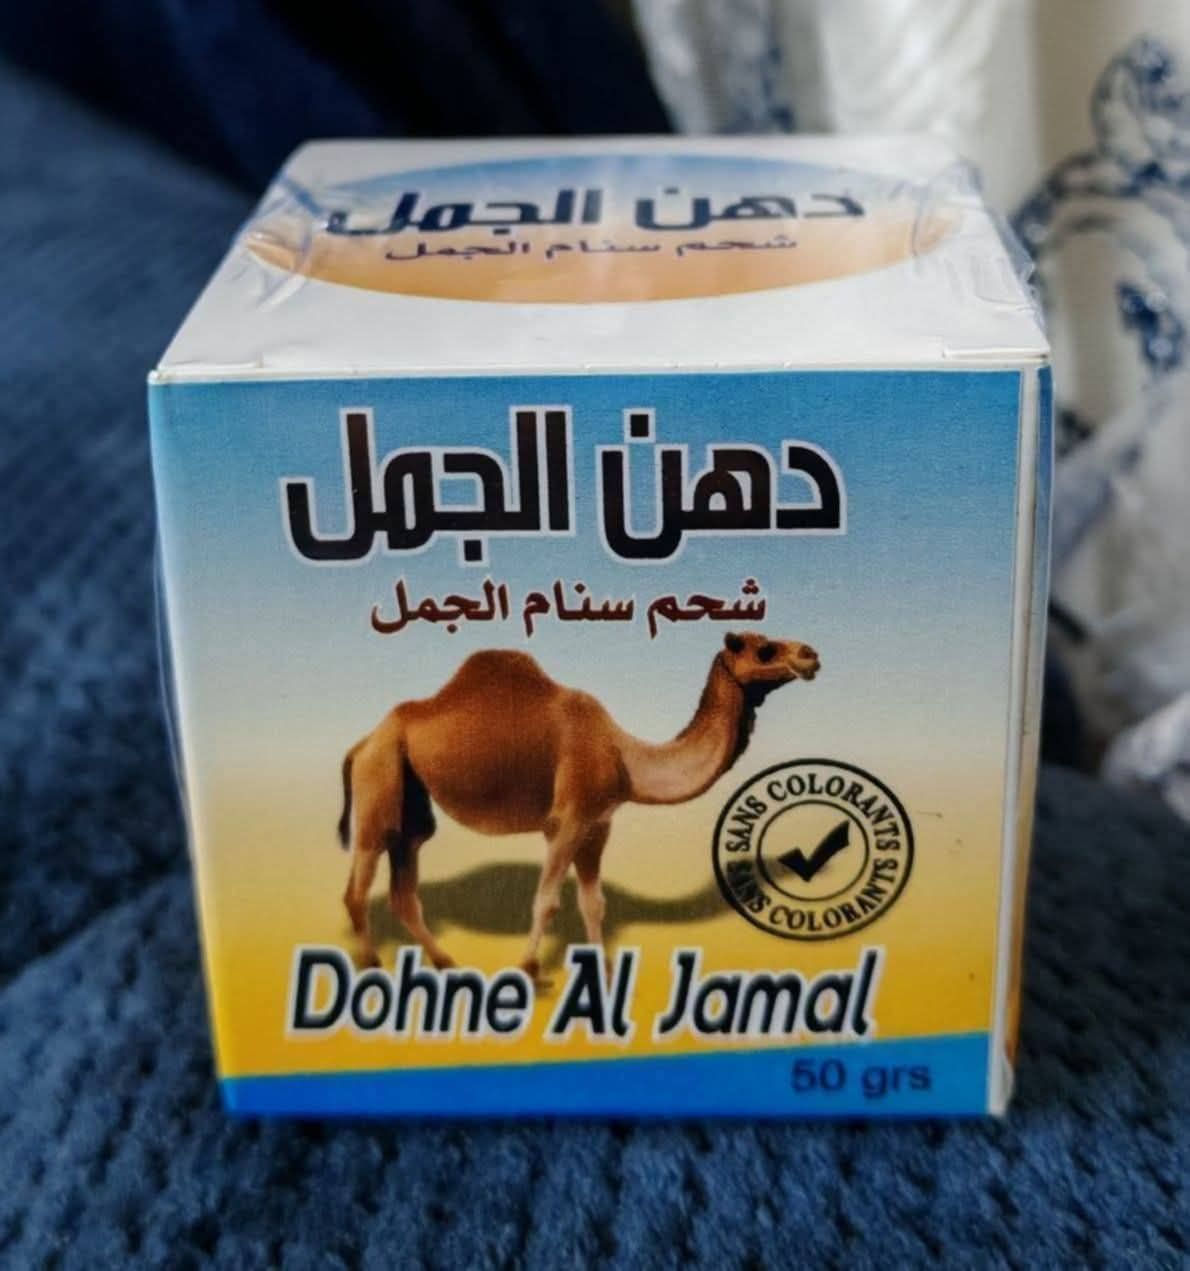 دهن الجمل
شحم سنام الجمل
دهن الجمل
شحم سنام الجمل
SANS COLORANTS
SANS COLORANTS
Dohne Al Jamal
50 grs